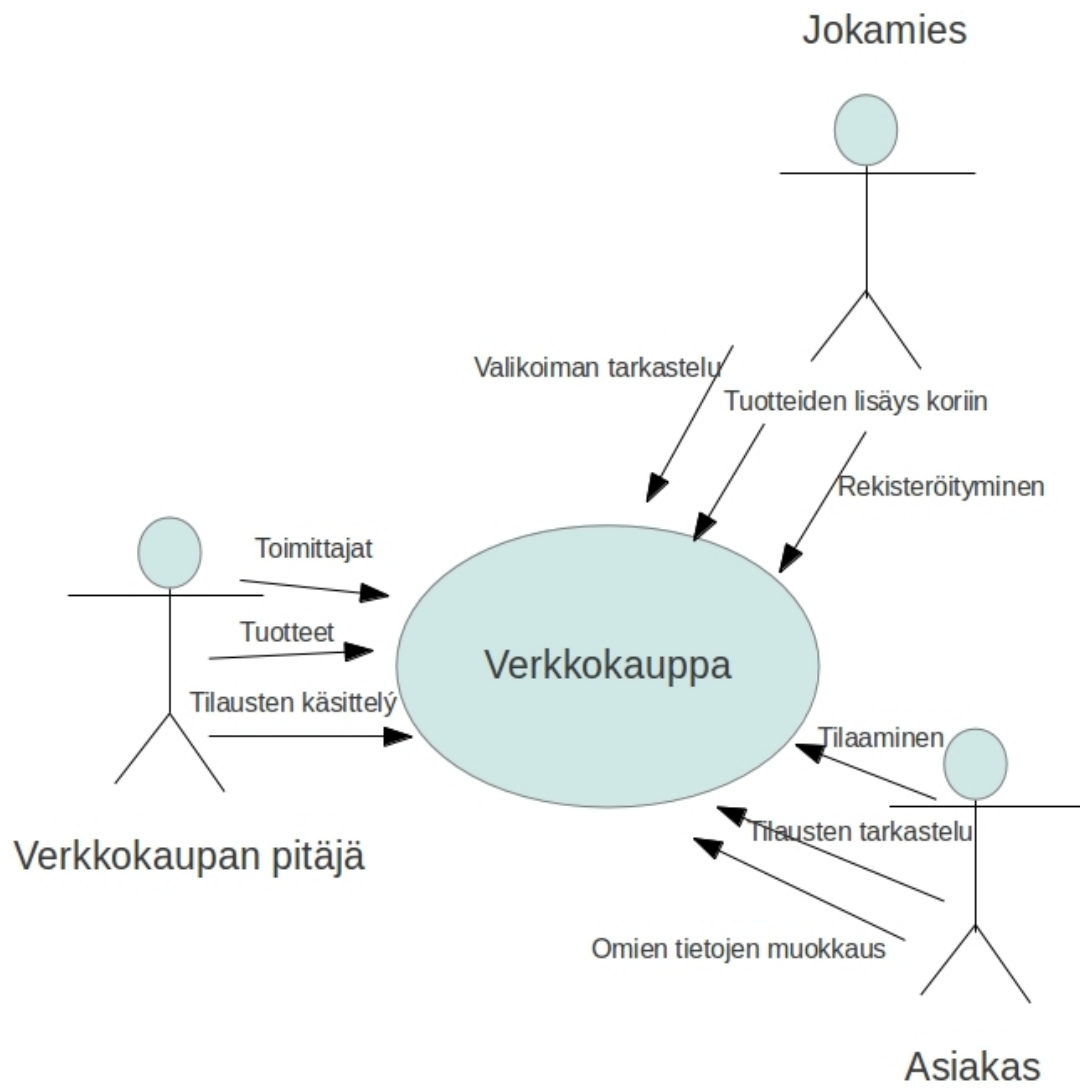 Jokamies
Valikoiman tarkastelu
Tuotteiden lisäys koriin
Rekisteröityminen
Toimittajat
Tuotteet
Verkkokauppa
Tilausten käsittelý
Tilaaminen
Tilausten tarkastelu
Verkkokaupan pitäjä
Omien tietojen muokkaus
Asiakas